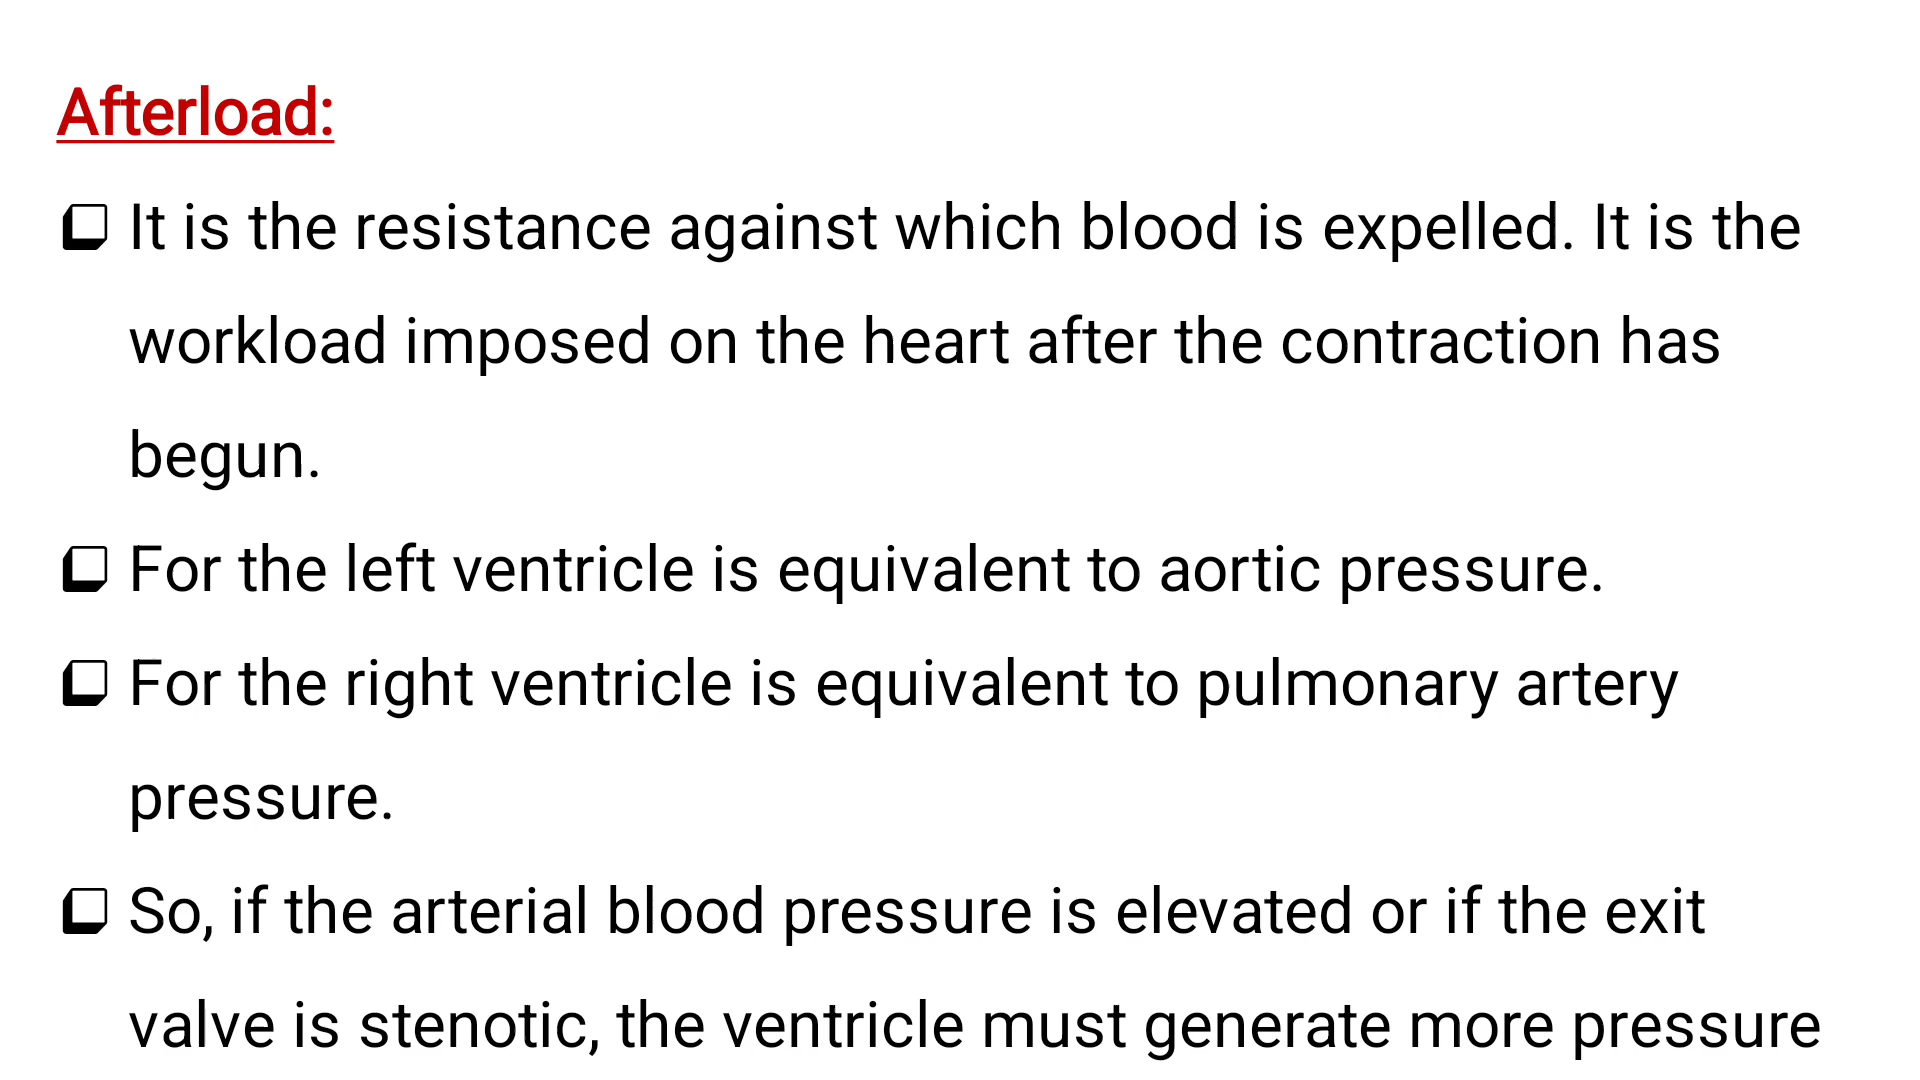 Afterload:
❑ It is the resistance against which blood is expelled. It is the
workload imposed on the heart after the contraction has
begun.
❑ For the left ventricle is equivalent to aortic pressure.
❑ For the right ventricle is equivalent to pulmonary artery
pressure.
❑ So, if the arterial blood pressure is elevated or if the exit
valve is stenotic, the ventricle must generate more pressure